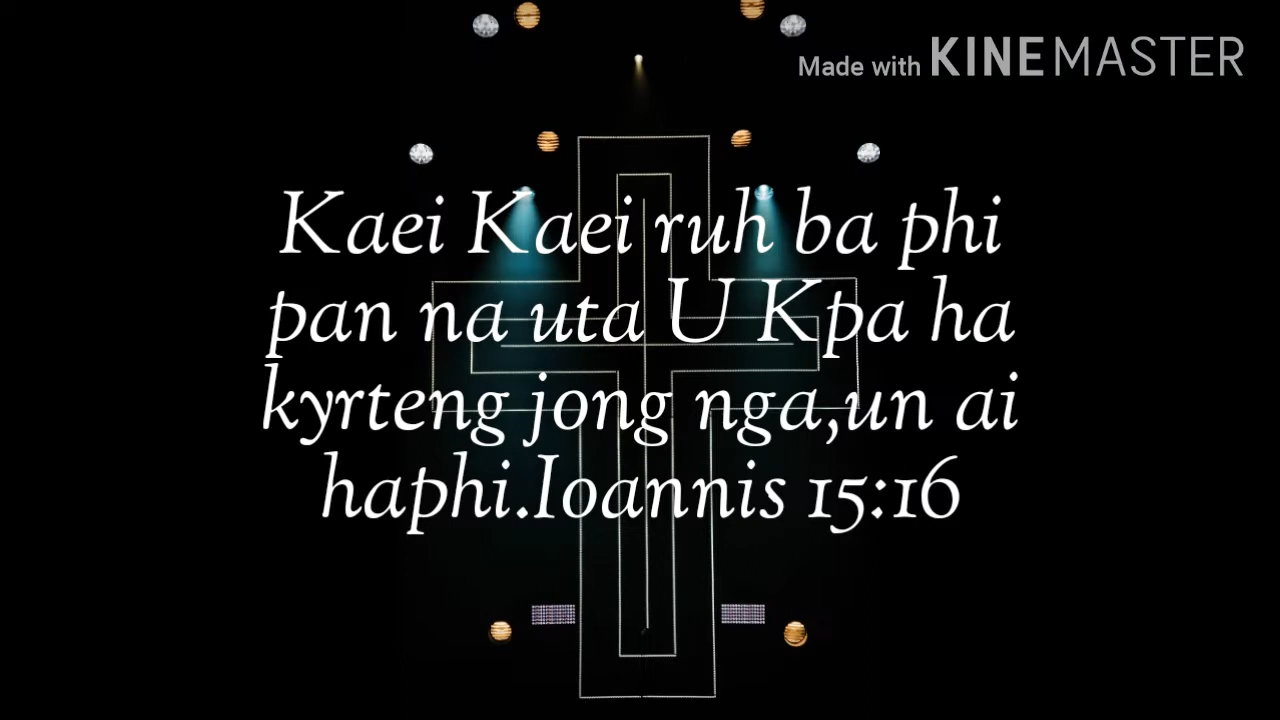 Made with KINEMASTER
Kaei Kaei ruh ba phi
pan na uta U Kpa ha
kyrteng jong nga,un ai
haphi.Ioannis 15:16